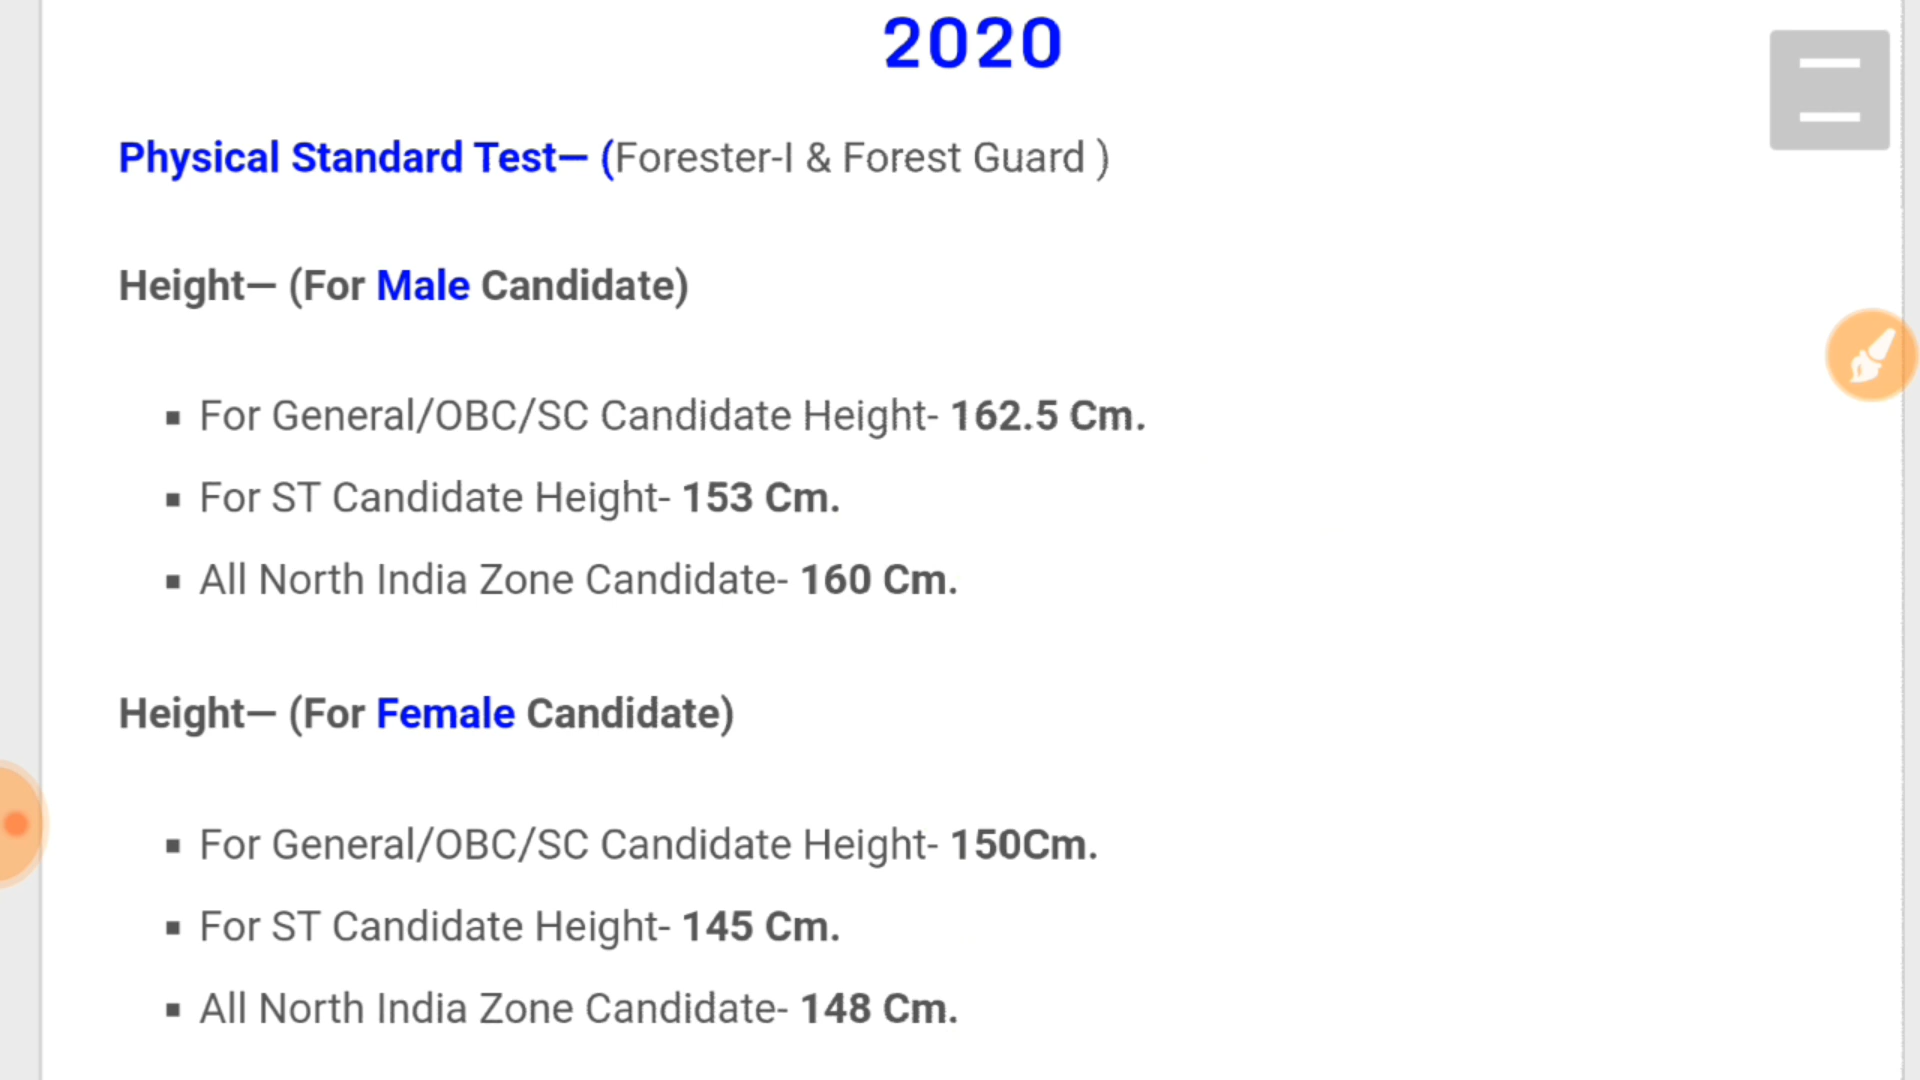 2020
Physical Standard Test— (Forester-I & Forest Guard )
Height— (For Male Candidate)
▪ For General/OBC/SC Candidate Height- 162.5 Cm.
▪ For ST Candidate Height- 153 Cm.
▪ All North India Zone Candidate- 160 Cm.
Height— (For Female Candidate)
▪ For General/OBC/SC Candidate Height- 150Cm.
▪ For ST Candidate Height- 145 Cm.
▪ All North India Zone Candidate- 148 Cm.